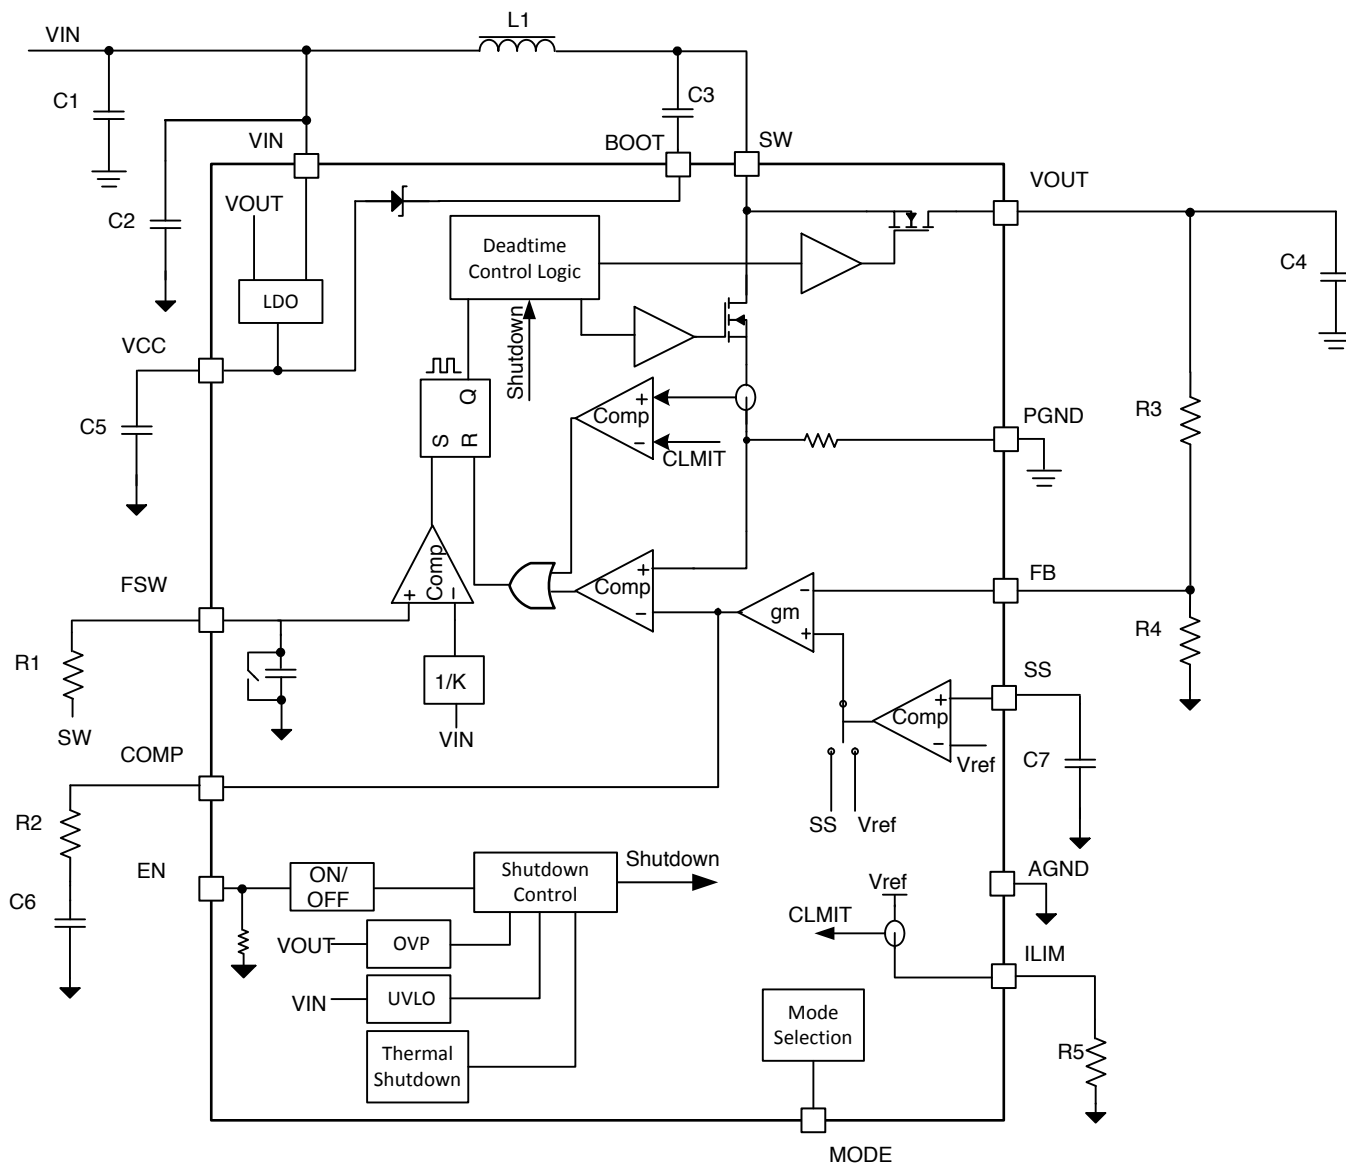 VIN
L1
C1
C3
VIN
BOOT
SW
VOUT
VOUT
C2
Deadtime
Control Logic
C4
LDO
VCC
Shutdown
Q
S
R
+
Comp
−
CLMIT
PGND
R3
C5
FSW
Comp
+
−
+
Comp
−
−
gm
+
FB
R4
R1
1/K
SS
+
Comp
−
Vref
SW
VIN
C7
COMP
SS
Vref
R2
EN
ON/
OFF
Shutdown
Control
Shutdown
AGND
Vref
C6
CLMIT
VOUT
OVP
ILIM
VIN
UVLO
Mode
Selection
Thermal
Shutdown
R5
MODE